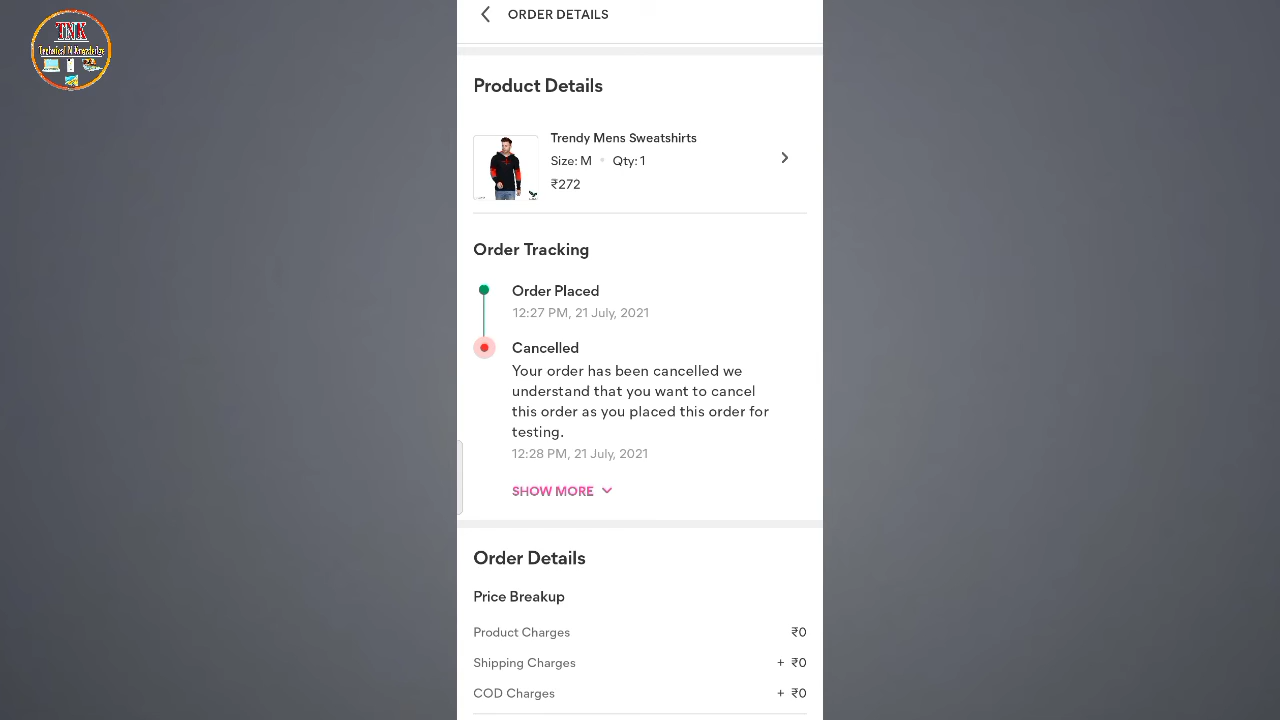 TNK
Technical N Knowledge
ORDER DETAILS
Product Details
Trendy Mens Sweatshirts
Size: M • Qty: 1
₹272
Order Tracking
Order Placed
12:27 PM, 21 July, 2021
Cancelled
Your order has been cancelled we
understand that you want to cancel
this order as you placed this order for
testing.
12:28 PM, 21 July, 2021
SHOW MORE
Order Details
Price Breakup
Product Charges ₹0
Shipping Charges + ₹0
COD Charges + ₹0